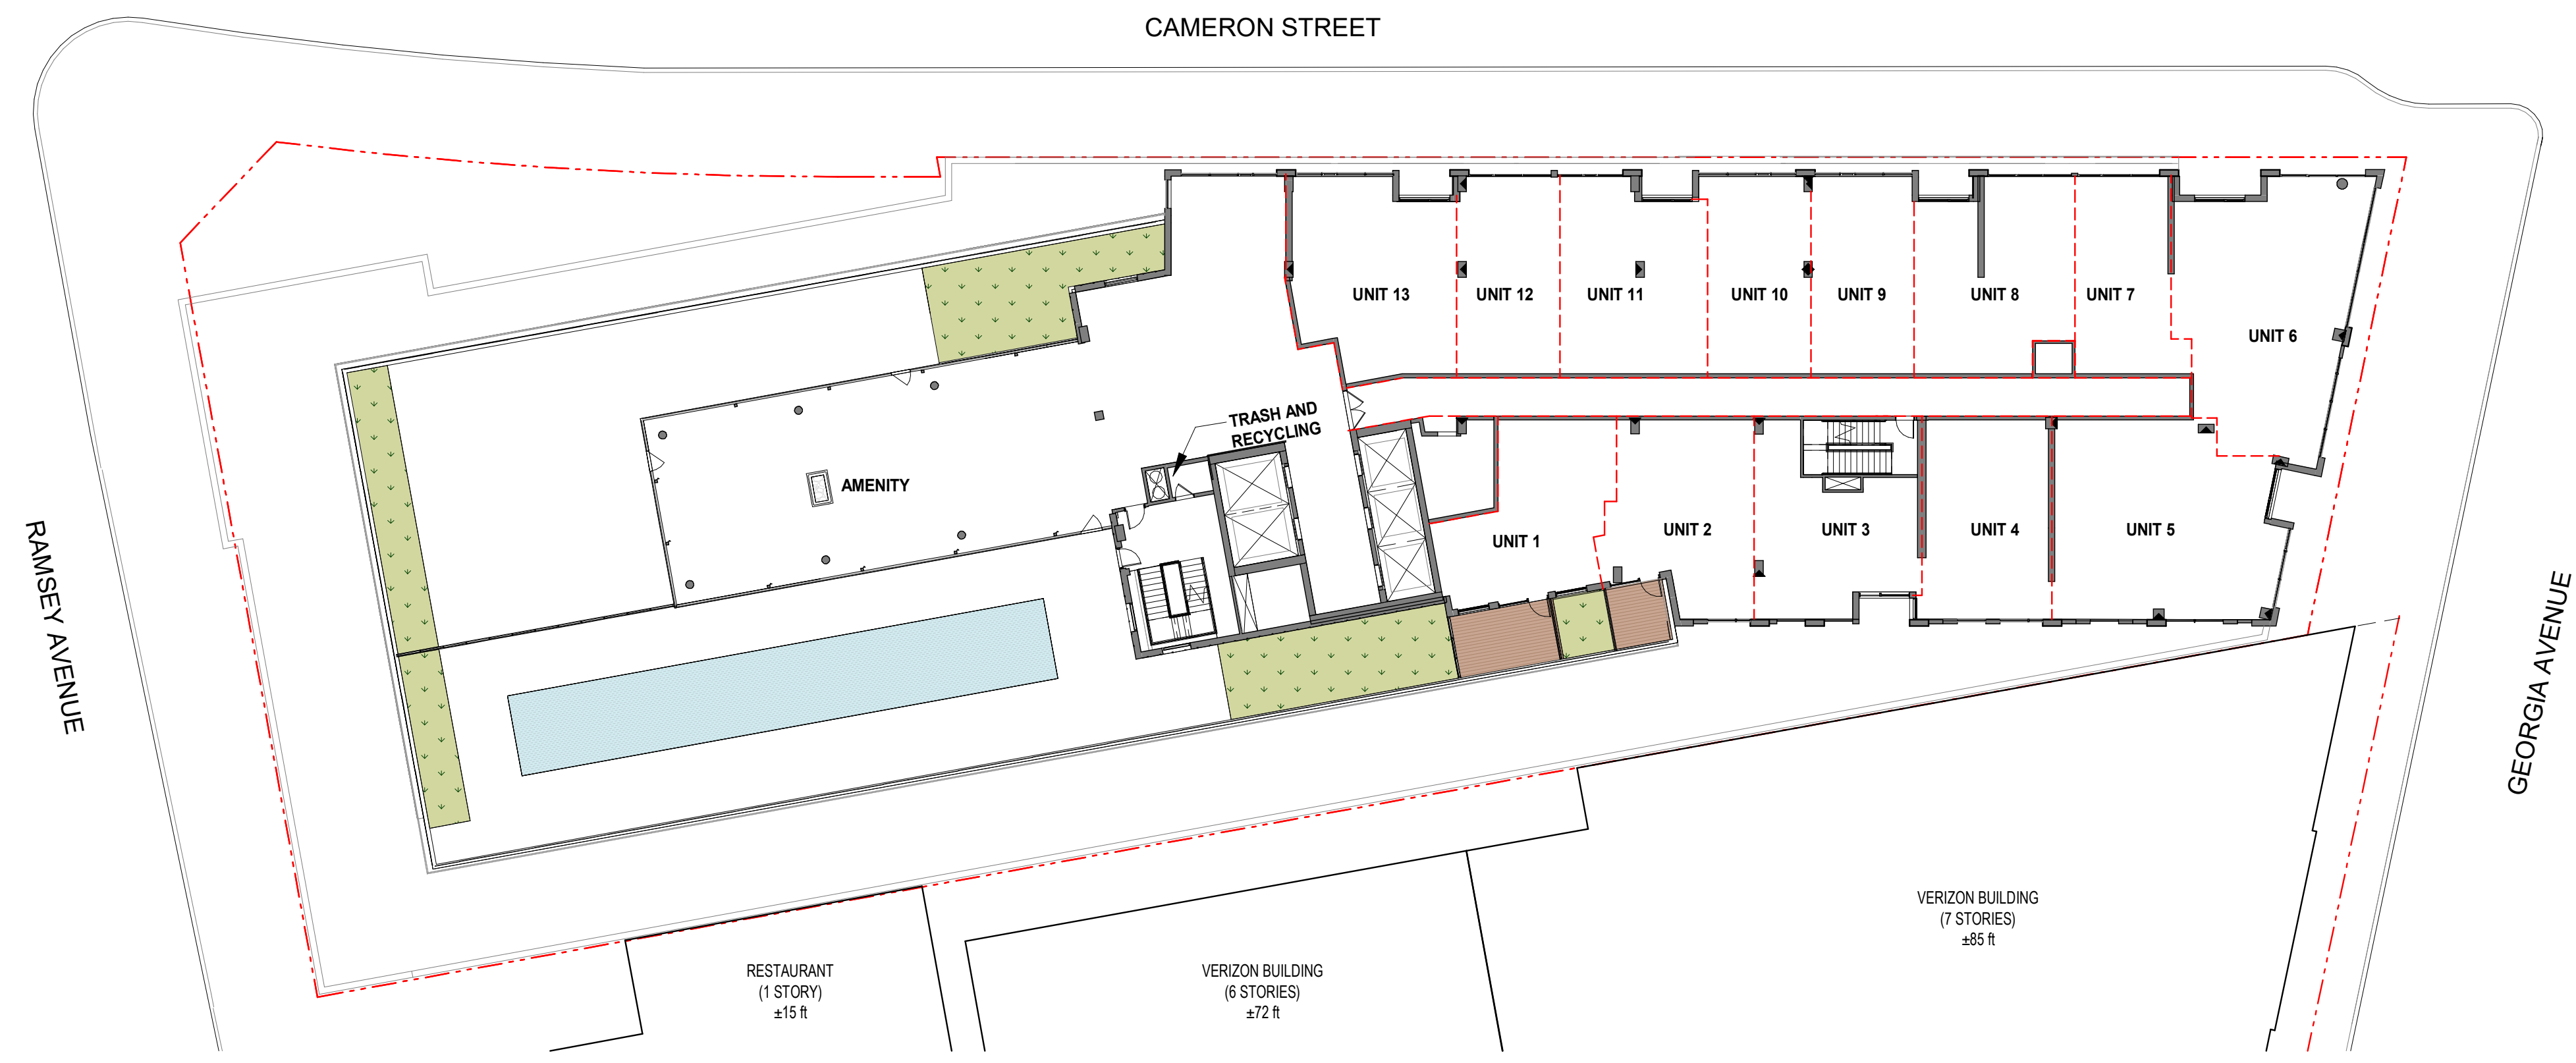 CAMERON STREET
UNIT 13
UNIT 12
UNIT 11
UNIT 10
UNIT 9
UNIT 8
UNIT 7
UNIT 6
TRASH AND
RECYCLING
AMENITY
UNIT 1
UNIT 2
UNIT 3
UNIT 4
UNIT 5
RAMSEY AVENUE
GEORGIA AVENUE
RESTAURANT
(1 STORY)
±15 ft
VERIZON BUILDING
(6 STORIES)
±72 ft
VERIZON BUILDING
(7 STORIES)
±85 ft